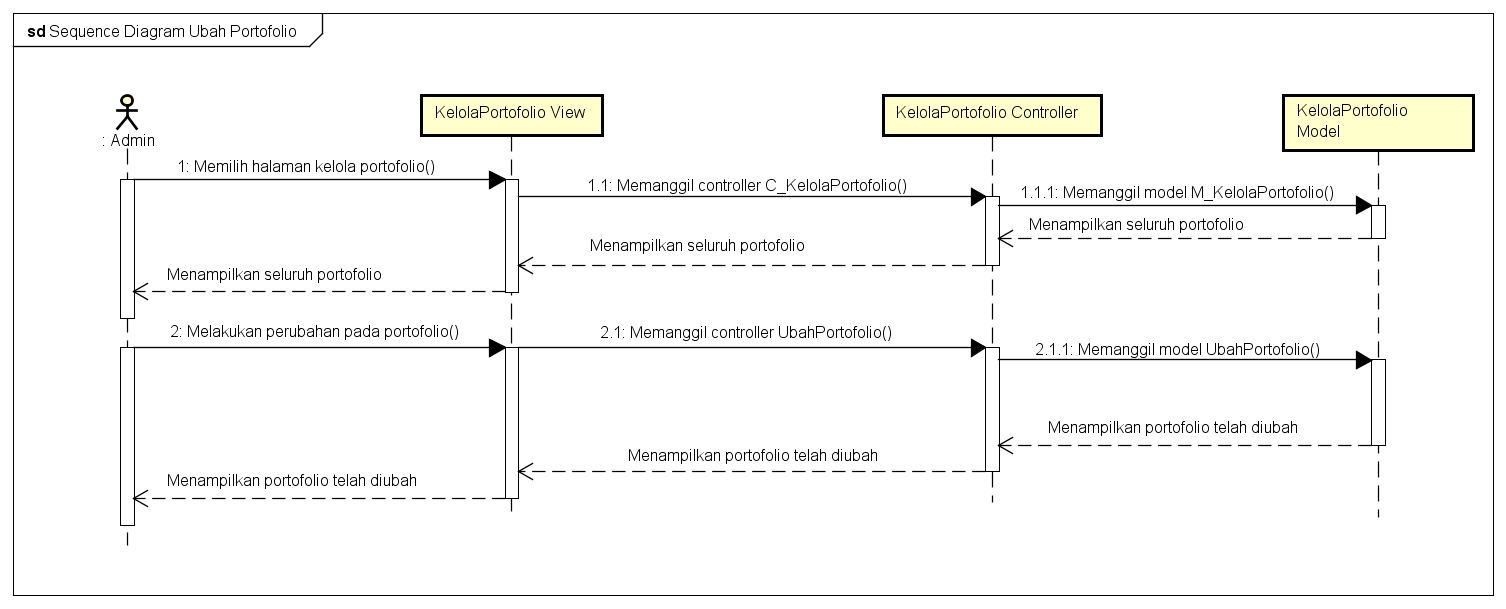 sd Sequence Diagram Ubah Portofolio
: Admin
KelolaPortofolio View
KelolaPortofolio Controller
KelolaPortofolio
Model
1: Memilih halaman kelola portofolio()
1.1: Memanggil controller C_KelolaPortofolio()
1.1.1: Memanggil model M_KelolaPortofolio()
Menampilkan seluruh portofolio
Menampilkan seluruh portofolio
Menampilkan seluruh portofolio
2: Melakukan perubahan pada portofolio()
2.1: Memanggil controller UbahPortofolio()
2.1.1: Memanggil model UbahPortofolio()
Menampilkan portofolio telah diubah
Menampilkan portofolio telah diubah
Menampilkan portofolio telah diubah